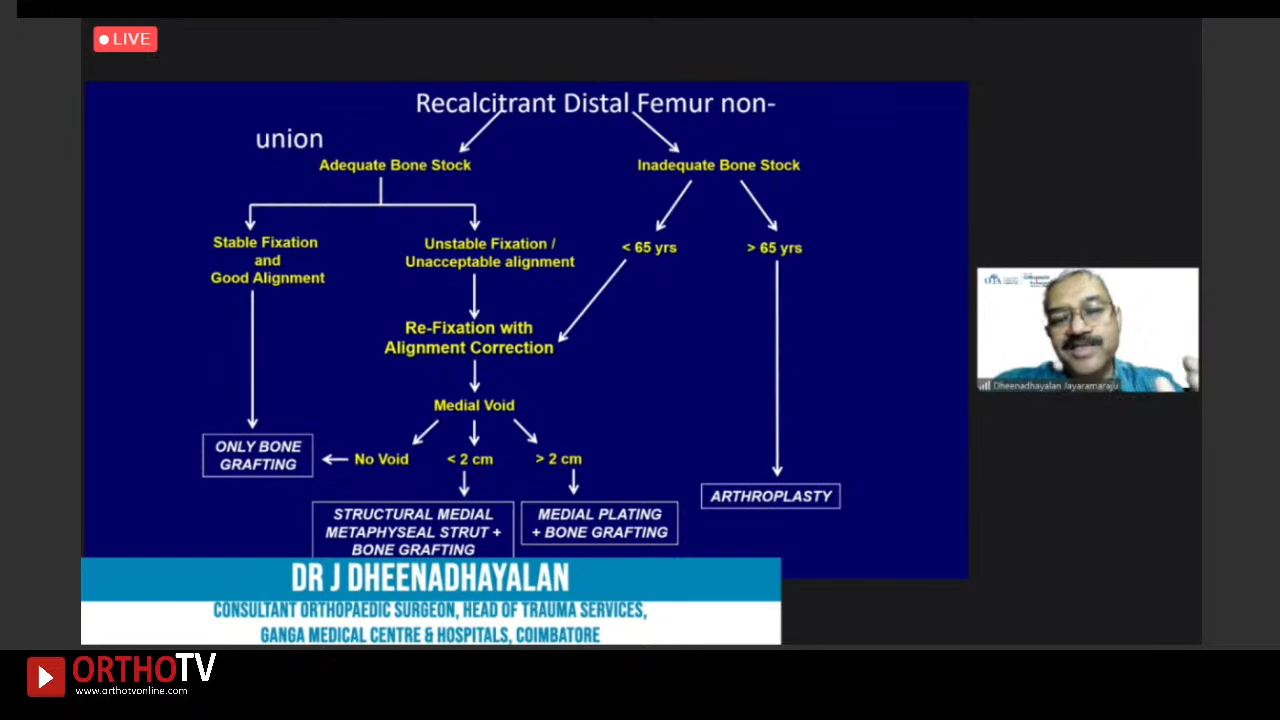 LIVE
Recalcitrant Distal Femur non-
union
Adequate Bone Stock
Inadequate Bone Stock
Stable Fixation
and
Good Alignment
Unstable Fixation /
Unacceptable alignment
< 65 yrs
> 65 yrs
Re-Fixation with
Alignment Correction
Medial Void
ONLY BONE
GRAFTING
No Void
< 2 cm
> 2 cm
STRUCTURAL MEDIAL
METAPHYSEAL STRUT +
BONE GRAFTING
MEDIAL PLATING
+ BONE GRAFTING
ARTHROPLASTY
Dheenadhayalan Jayaramaraju
DR J DHEENADHAYALAN
CONSULTANT ORTHOPAEDIC SURGEON, HEAD OF TRAUMA SERVICES,
GANGA MEDICAL CENTRE & HOSPITALS, COIMBATORE
ORTHOTV
www.orthotvonline.com